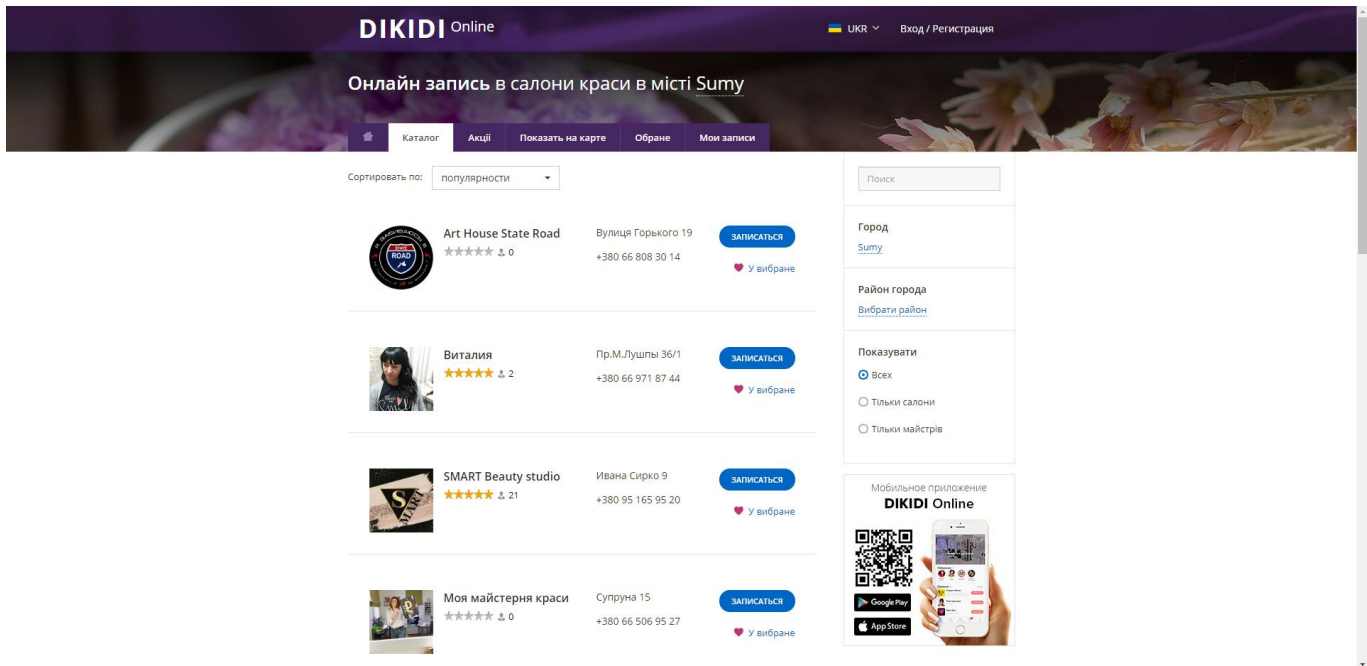 DIKIDI Online
UKR
Вход / Регистрация
Онлайн запись в салони краси в місті Sumy
Каталог
Акції
Показать на карте
Обране
Мои записи
Сортировать по:
популярности
Art House State Road
0
Вулиця Горького 19
+380 66 808 30 14
ЗАПИСАТЬСЯ
У вибране
STATE
ROAD
Виталия
2
Пр.М.Лушпы 36/1
+380 66 971 87 44
ЗАПИСАТЬСЯ
У вибране
SMART Beauty studio
21
Ивана Сирко 9
+380 95 165 95 20
ЗАПИСАТЬСЯ
У вибране
SMART
Моя майстерня краси
0
Супруна 15
+380 66 506 95 27
ЗАПИСАТЬСЯ
У вибране
Поиск
Город
Sumy
Район города
Вибрати район
Показувати
Всех
Тільки салони
Тільки майстрів
Мобильное приложение
DIKIDI Online
Google Play
App Store